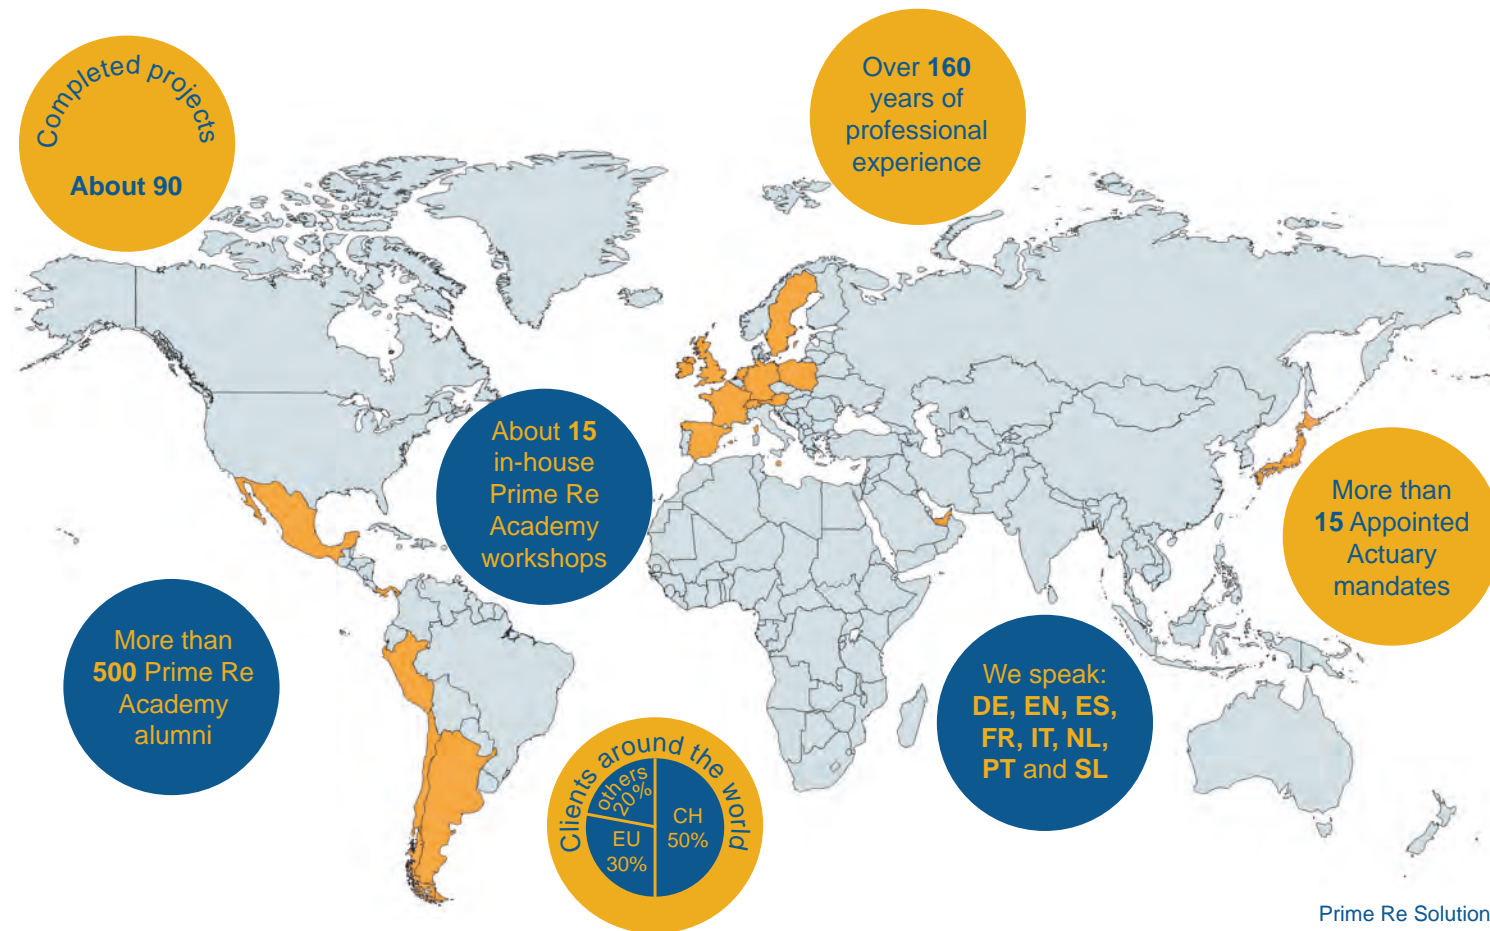 Completed projects
About 90
Over 160
years of
professional
experience
About 15
in-house
Prime Re
Academy
workshops
More than
15 Appointed
Actuary
mandates
More than
500 Prime Re
Academy
alumni
We speak:
DE, EN, ES,
FR, IT, NL,
PT and SL
Clients around the world
others
20%
CH
50%
EU
30%
Prime Re Solution